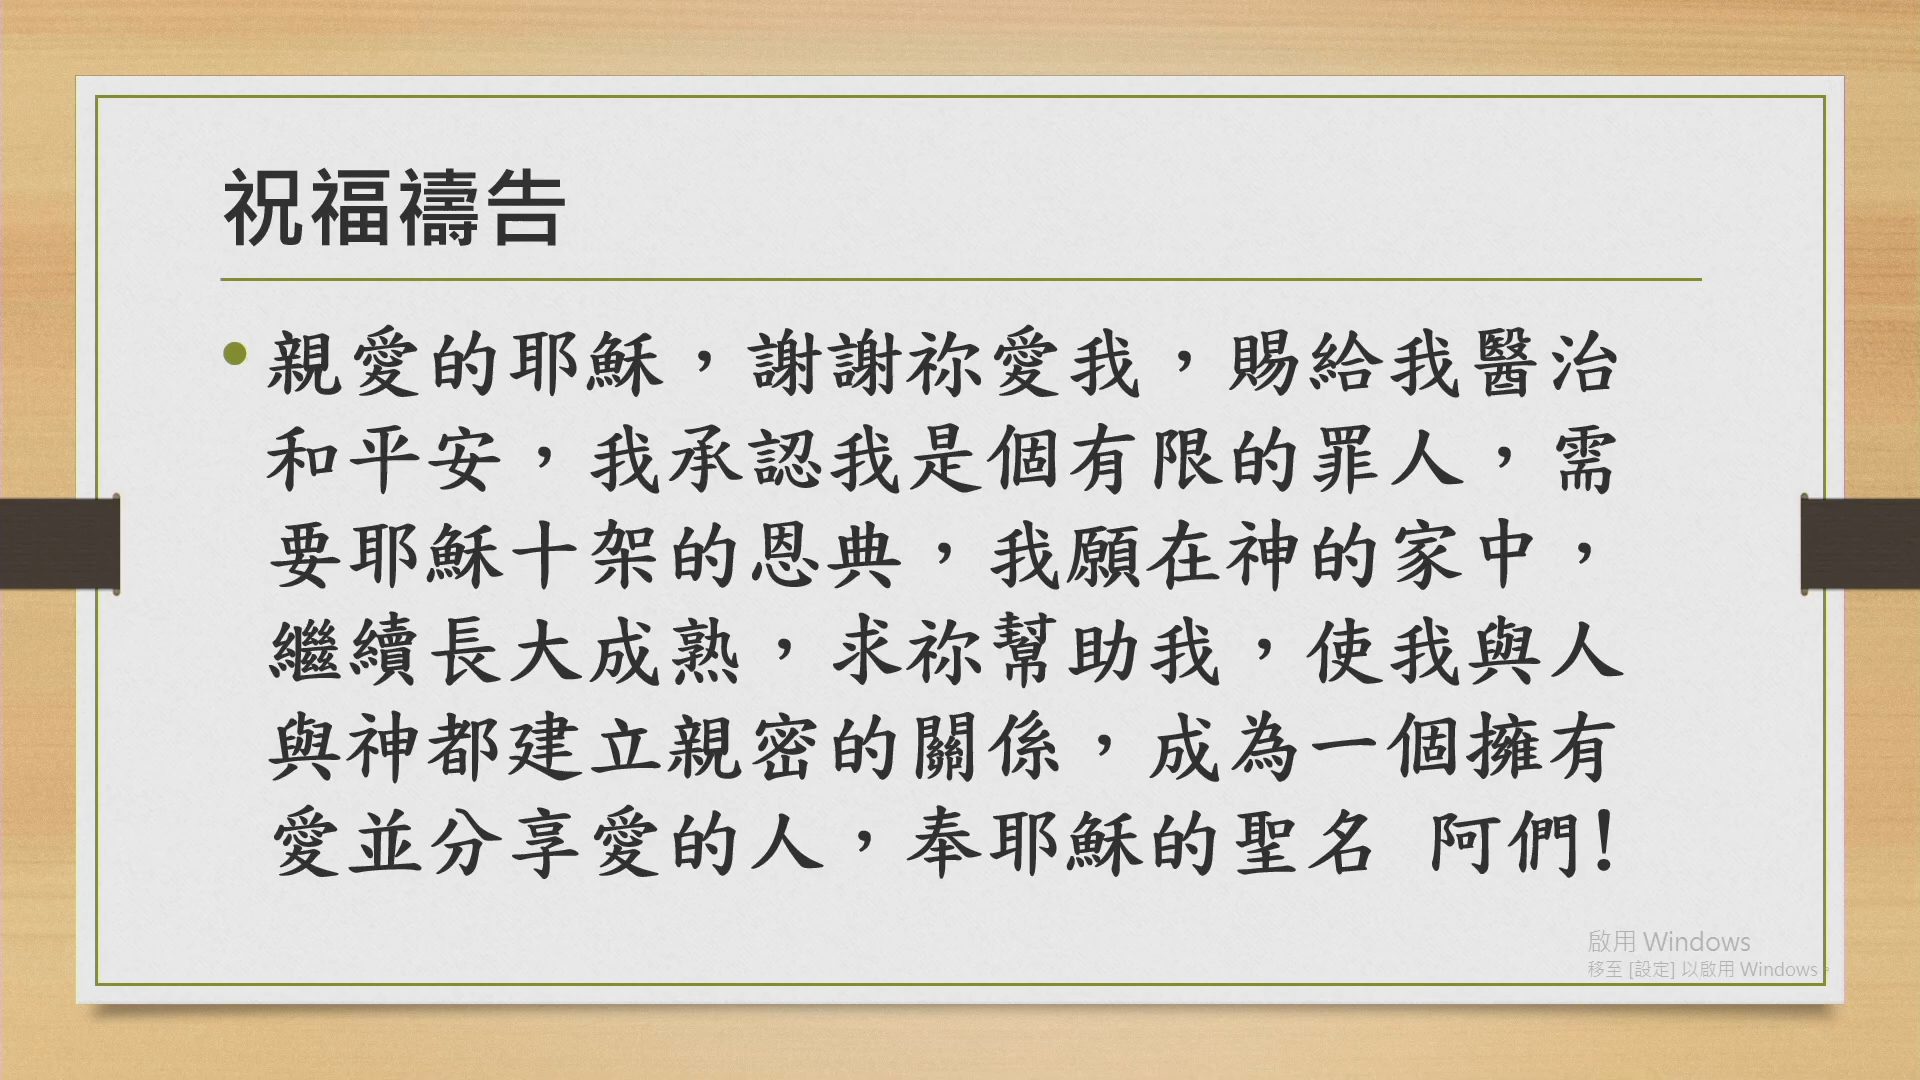 祝福禱告
• 親愛的耶穌，謝謝祢愛我，賜給我醫治
和平安，我承認我是個有限的罪人，需
要耶穌十架的恩典，我願在神的家中，
繼續長大成熟，求祢幫助我，使我與人
與神都建立親密的關係，成為一個擁有
愛並分享愛的人，奉耶穌的聖名 阿們!
啟用 Windows
移至 [設定] 以啟用 Windows。